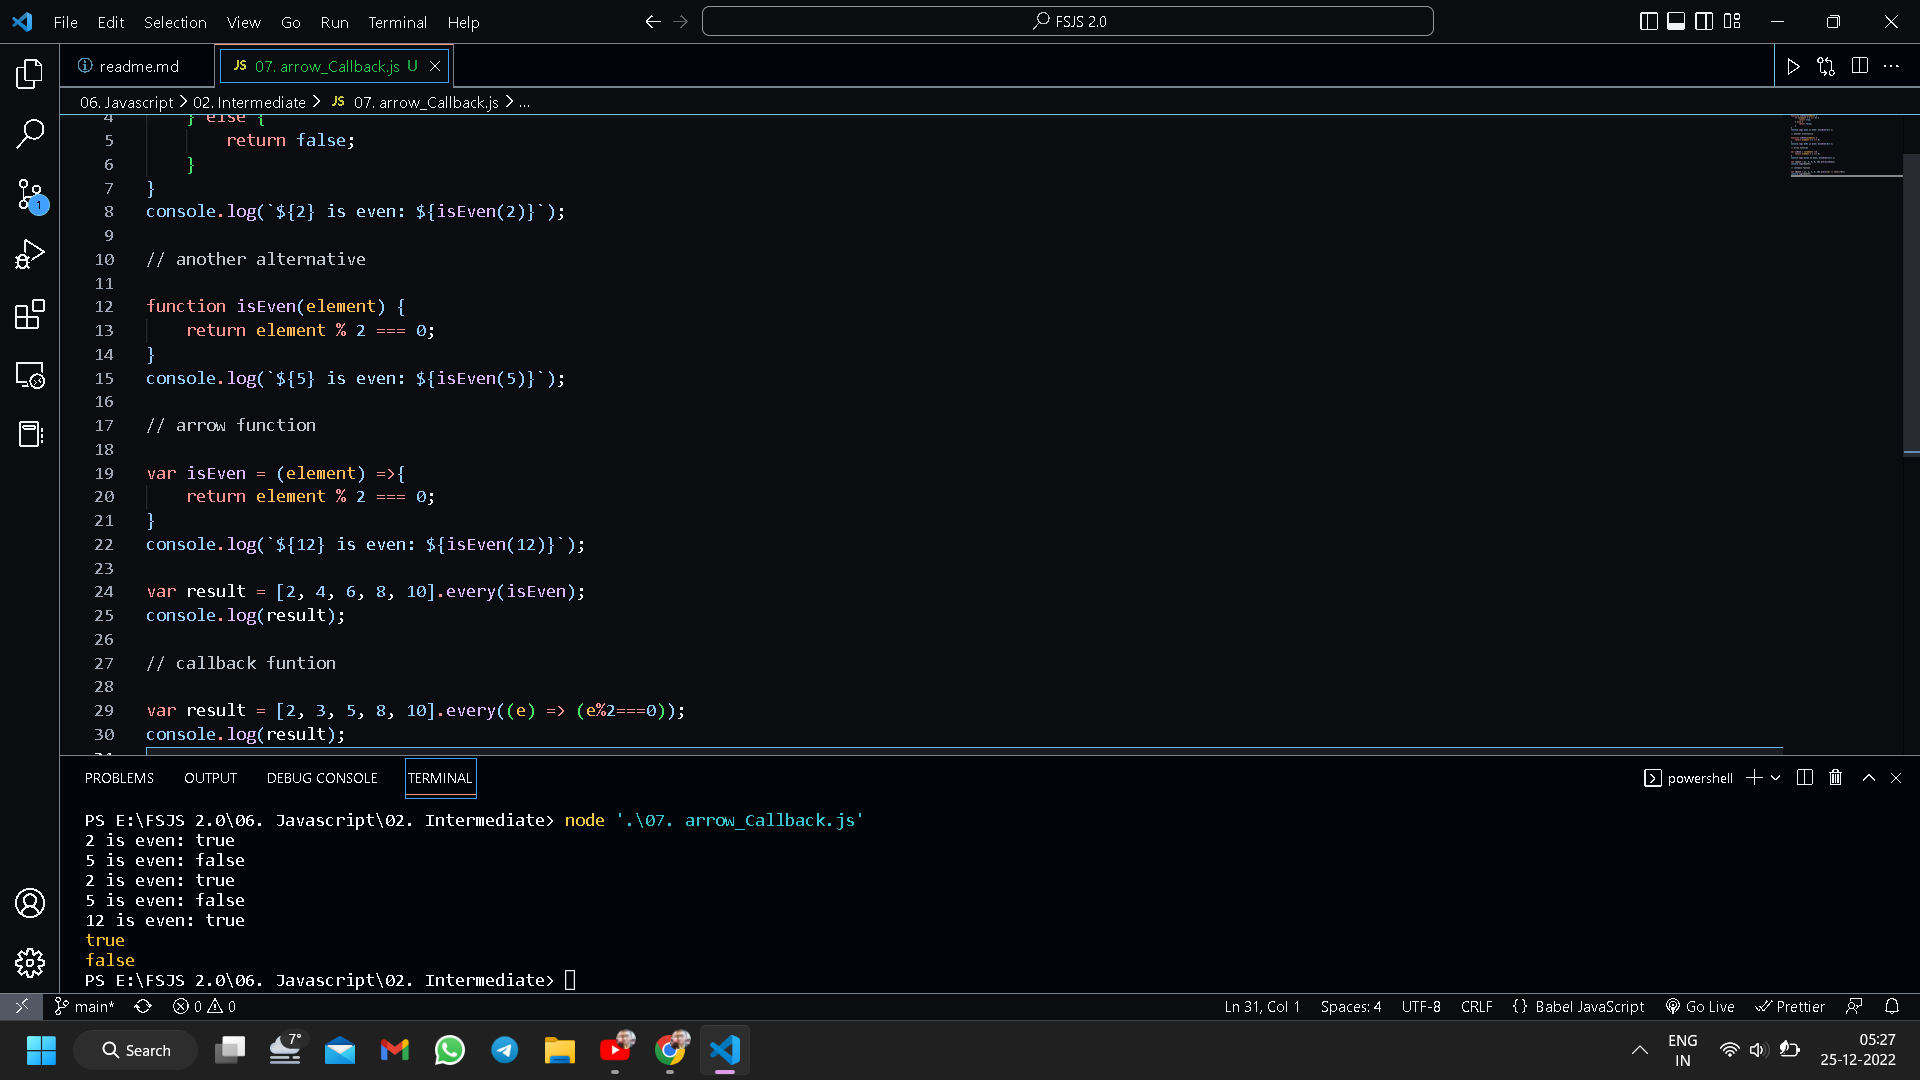 File Edit Selection View Go Run Terminal Help FSJS 2.0
readme.md JS 07. arrow_Callback.js U
06. Javascript > 02. Intermediate > JS 07. arrow_Callback.js > ...
4 } else {
5 return false;
6 }
7 }
8 console.log(`${2} is even: ${isEven(2)}`);
9
10 // another alternative
11
12 function isEven(element) {
13 return element % 2 === 0;
14 }
15 console.log(`${5} is even: ${isEven(5)}`);
16
17 // arrow function
18
19 var isEven = (element) =>{
20 return element % 2 === 0;
21 }
22 console.log(`${12} is even: ${isEven(12)}`);
23
24 var result = [2, 4, 6, 8, 10].every(isEven);
25 console.log(result);
26
27 // callback funtion
28
29 var result = [2, 3, 5, 8, 10].every((e) => (e%2===0));
30 console.log(result);
1
PROBLEMS OUTPUT DEBUG CONSOLE TERMINAL powershell
PS E:\FSJS 2.0\06. Javascript\02. Intermediate> node '.\07. arrow_Callback.js'
2 is even: true
5 is even: false
2 is even: true
5 is even: false
12 is even: true
true
false
PS E:\FSJS 2.0\06. Javascript\02. Intermediate>
main* 0 0 Ln 31, Col 1 Spaces: 4 UTF-8 CRLF {} Babel JavaScript Go Live Prettier
Search 7° ENG IN 05:27
25-12-2022